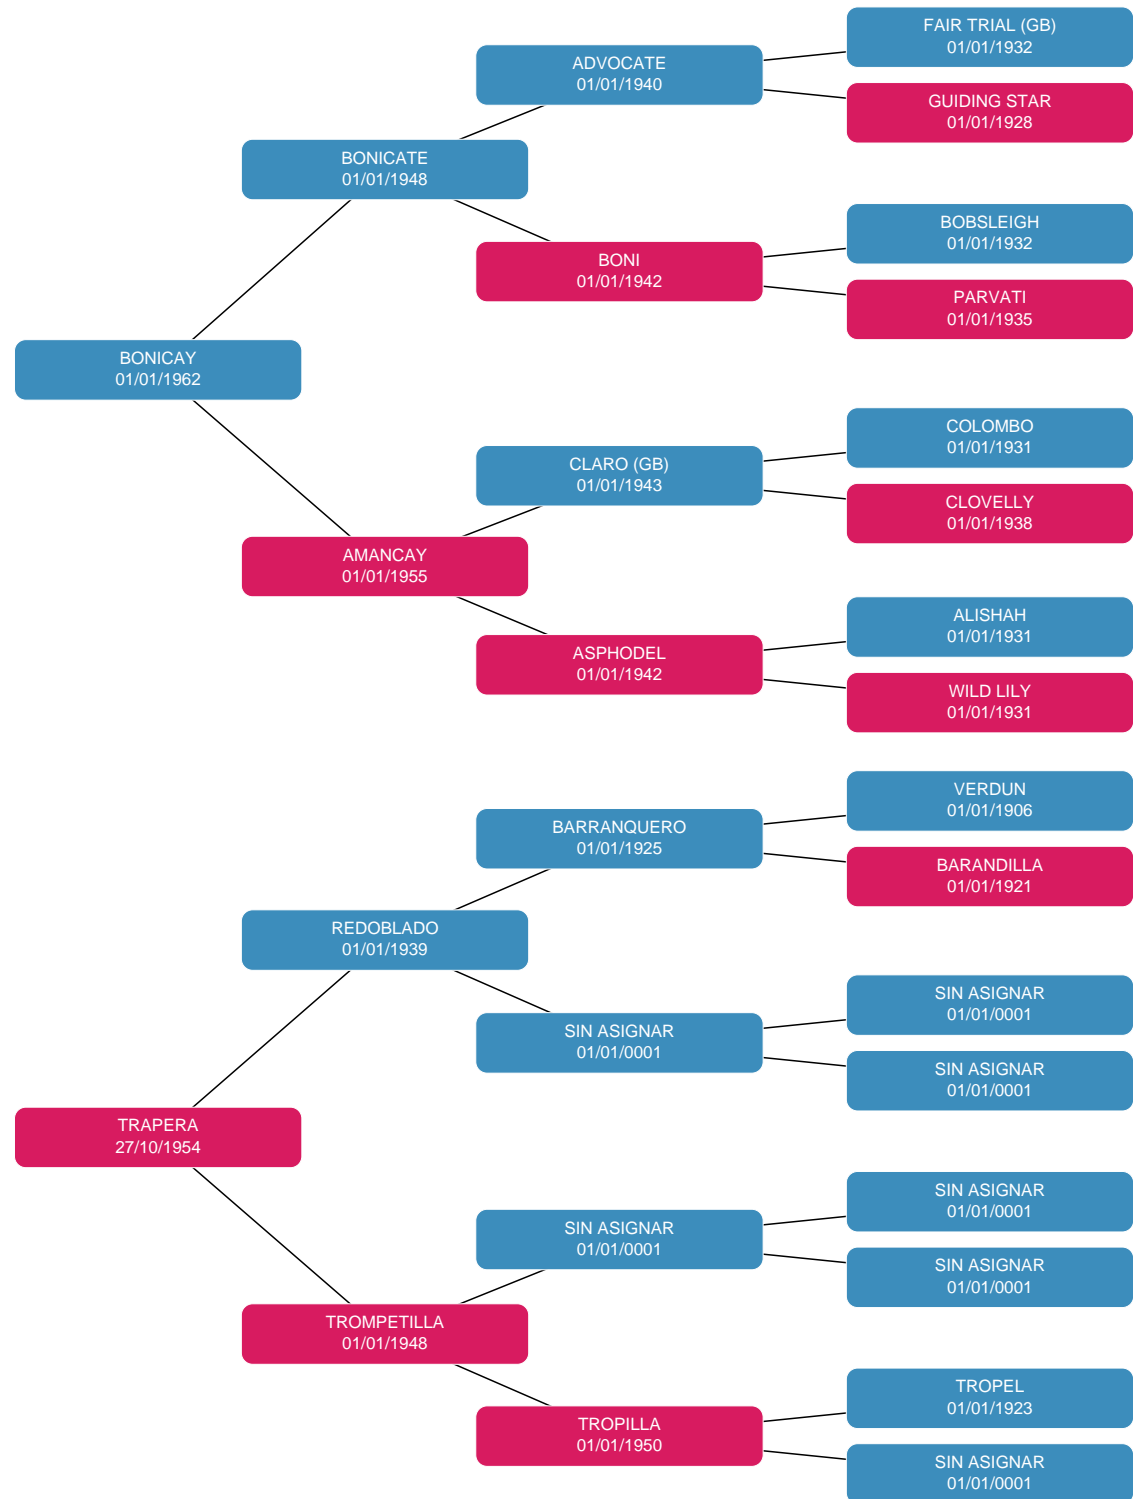 FAIR TRIAL (GB)
01/01/1932
ADVOCATE
01/01/1940
GUIDING STAR
01/01/1928
BONICATE
01/01/1948
BOBSLEIGH
01/01/1932
BONI
01/01/1942
PARVATI
01/01/1935
BONICAY
01/01/1962
COLOMBO
01/01/1931
CLARO (GB)
01/01/1943
CLOVELLY
01/01/1938
AMANCAY
01/01/1955
ALISHAH
01/01/1931
ASPHODEL
01/01/1942
WILD LILY
01/01/1931
VERDUN
01/01/1906
BARRANQUERO
01/01/1925
BARANDILLA
01/01/1921
REDOBLADO
01/01/1939
SIN ASIGNAR
01/01/0001
SIN ASIGNAR
01/01/0001
SIN ASIGNAR
01/01/0001
TRAPERA
27/10/1954
SIN ASIGNAR
01/01/0001
SIN ASIGNAR
01/01/0001
SIN ASIGNAR
01/01/0001
TROMPETILLA
01/01/1948
TROPEL
01/01/1923
TROPILLA
01/01/1950
SIN ASIGNAR
01/01/0001